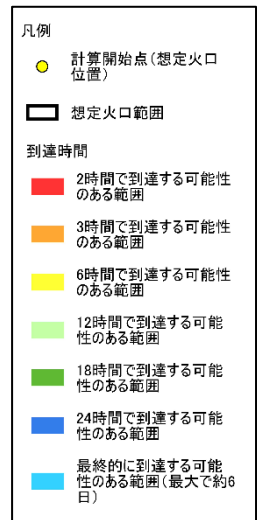 凡例
計算開始点(想定火口
位置)
想定火口範囲
到達時間
2時間で到達する可能性
のある範囲
3時間で到達する可能性
のある範囲
6時間で到達する可能性
のある範囲
12時間で到達する可能
性のある範囲
18時間で到達する可能
性のある範囲
24時間で到達する可能
性のある範囲
最終的に到達する可能
性のある範囲(最大で約6
日)